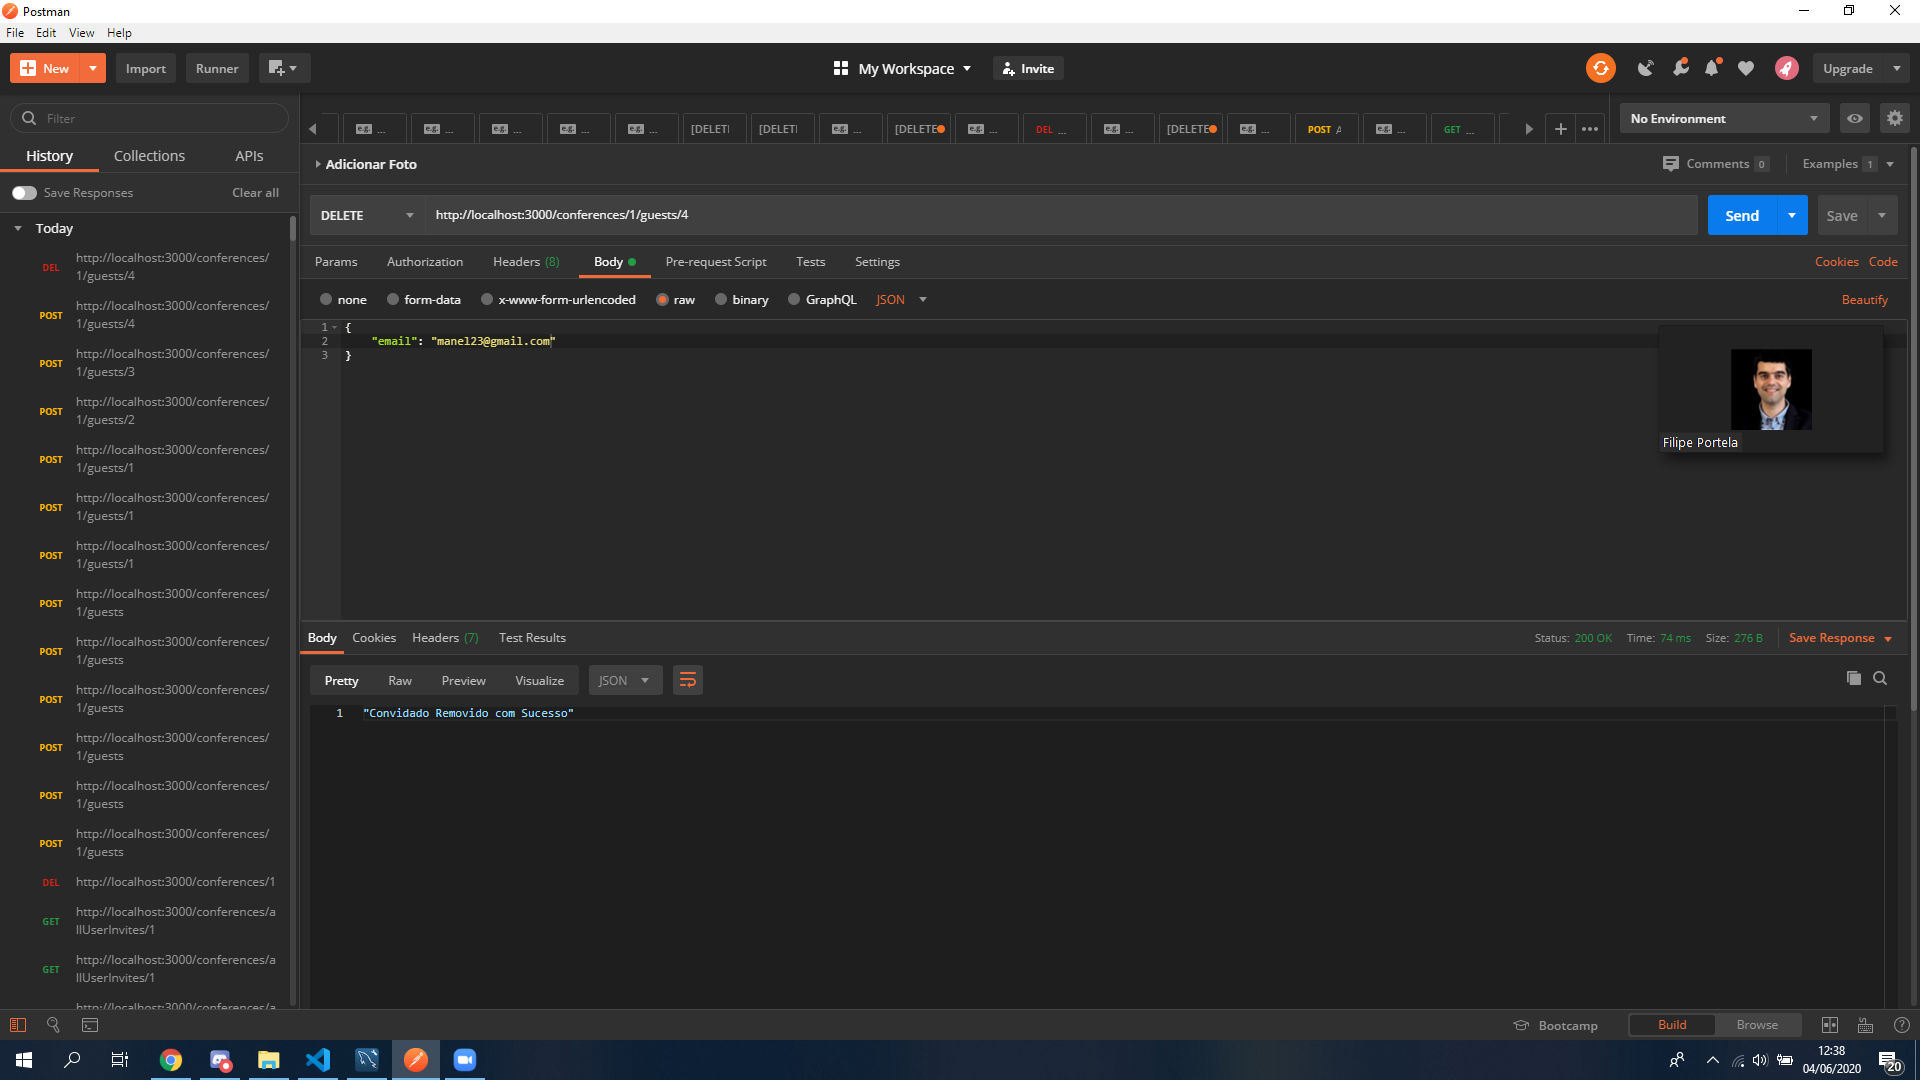 Postman
File Edit View Help
New Import Runner My Workspace Invite Upgrade
Filter
e.g. ... e.g. ... e.g. ... e.g. ... e.g. ... [DELETI [DELETI e.g. ... [DELETE e.g. ... DEL ... e.g. ... [DELETE e.g. ... POST e.g. ... GET ...
No Environment
History Collections APIs
Adicionar Foto
Comments 0 Examples 1
Save Responses Clear all
DELETE http://localhost:3000/conferences/1/guests/4 Send Save
Today
DEL http://localhost:3000/conferences/
1/guests/4
POST http://localhost:3000/conferences/
1/guests/4
POST http://localhost:3000/conferences/
1/guests/3
POST http://localhost:3000/conferences/
1/guests/2
POST http://localhost:3000/conferences/
1/guests/1
POST http://localhost:3000/conferences/
1/guests/1
POST http://localhost:3000/conferences/
1/guests/1
POST http://localhost:3000/conferences/
1/guests
POST http://localhost:3000/conferences/
1/guests
POST http://localhost:3000/conferences/
1/guests
POST http://localhost:3000/conferences/
1/guests
POST http://localhost:3000/conferences/
1/guests
POST http://localhost:3000/conferences/
1/guests
DEL http://localhost:3000/conferences/1
GET http://localhost:3000/conferences/a
llUserInvites/1
GET http://localhost:3000/conferences/a
llUserInvites/1
http://localhost:3000/conferences/a
Params Authorization Headers (8) Body Pre-request Script Tests Settings Cookies Code
none form-data x-www-form-urlencoded raw binary GraphQL JSON Beautify
1 {
2 "email": "manel23@gmail.com"
3 }
Filipe Portela
Body Cookies Headers (7) Test Results Status: 200 OK Time: 74 ms Size: 276 B Save Response
Pretty Raw Preview Visualize JSON
1 "Convidado Removido com Sucesso"
Bootcamp Build Browse
12:38
04/06/2020
20